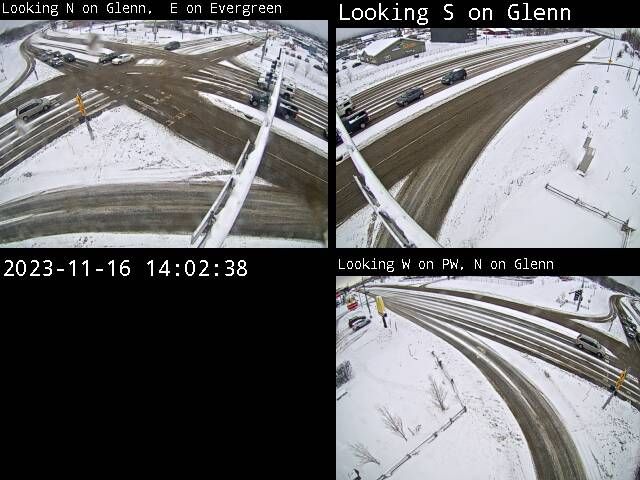 Looking N on Glenn,  E on Evergreen
Looking S on Glenn
2023-11-16 14:02:38
Looking W on PW, N on Glenn